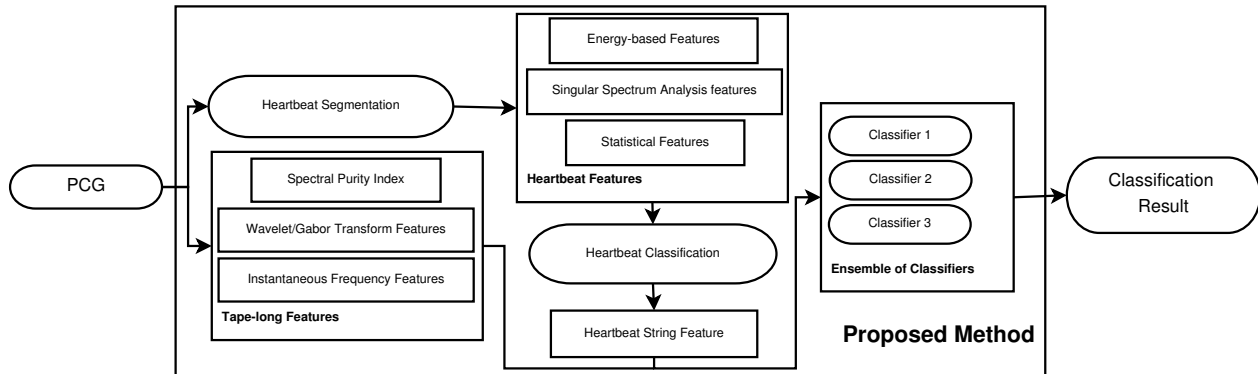 PCG
Heartbeat Segmentation
Spectral Purity Index
Wavelet/Gabor Transform Features
Instantaneous Frequency Features
Tape-long Features
Energy-based Features
Singular Spectrum Analysis features
Statistical Features
Heartbeat Features
Heartbeat Classification
Heartbeat String Feature
Classifier 1
Classifier 2
Classifier 3
Ensemble of Classifiers
Proposed Method
Classification
Result